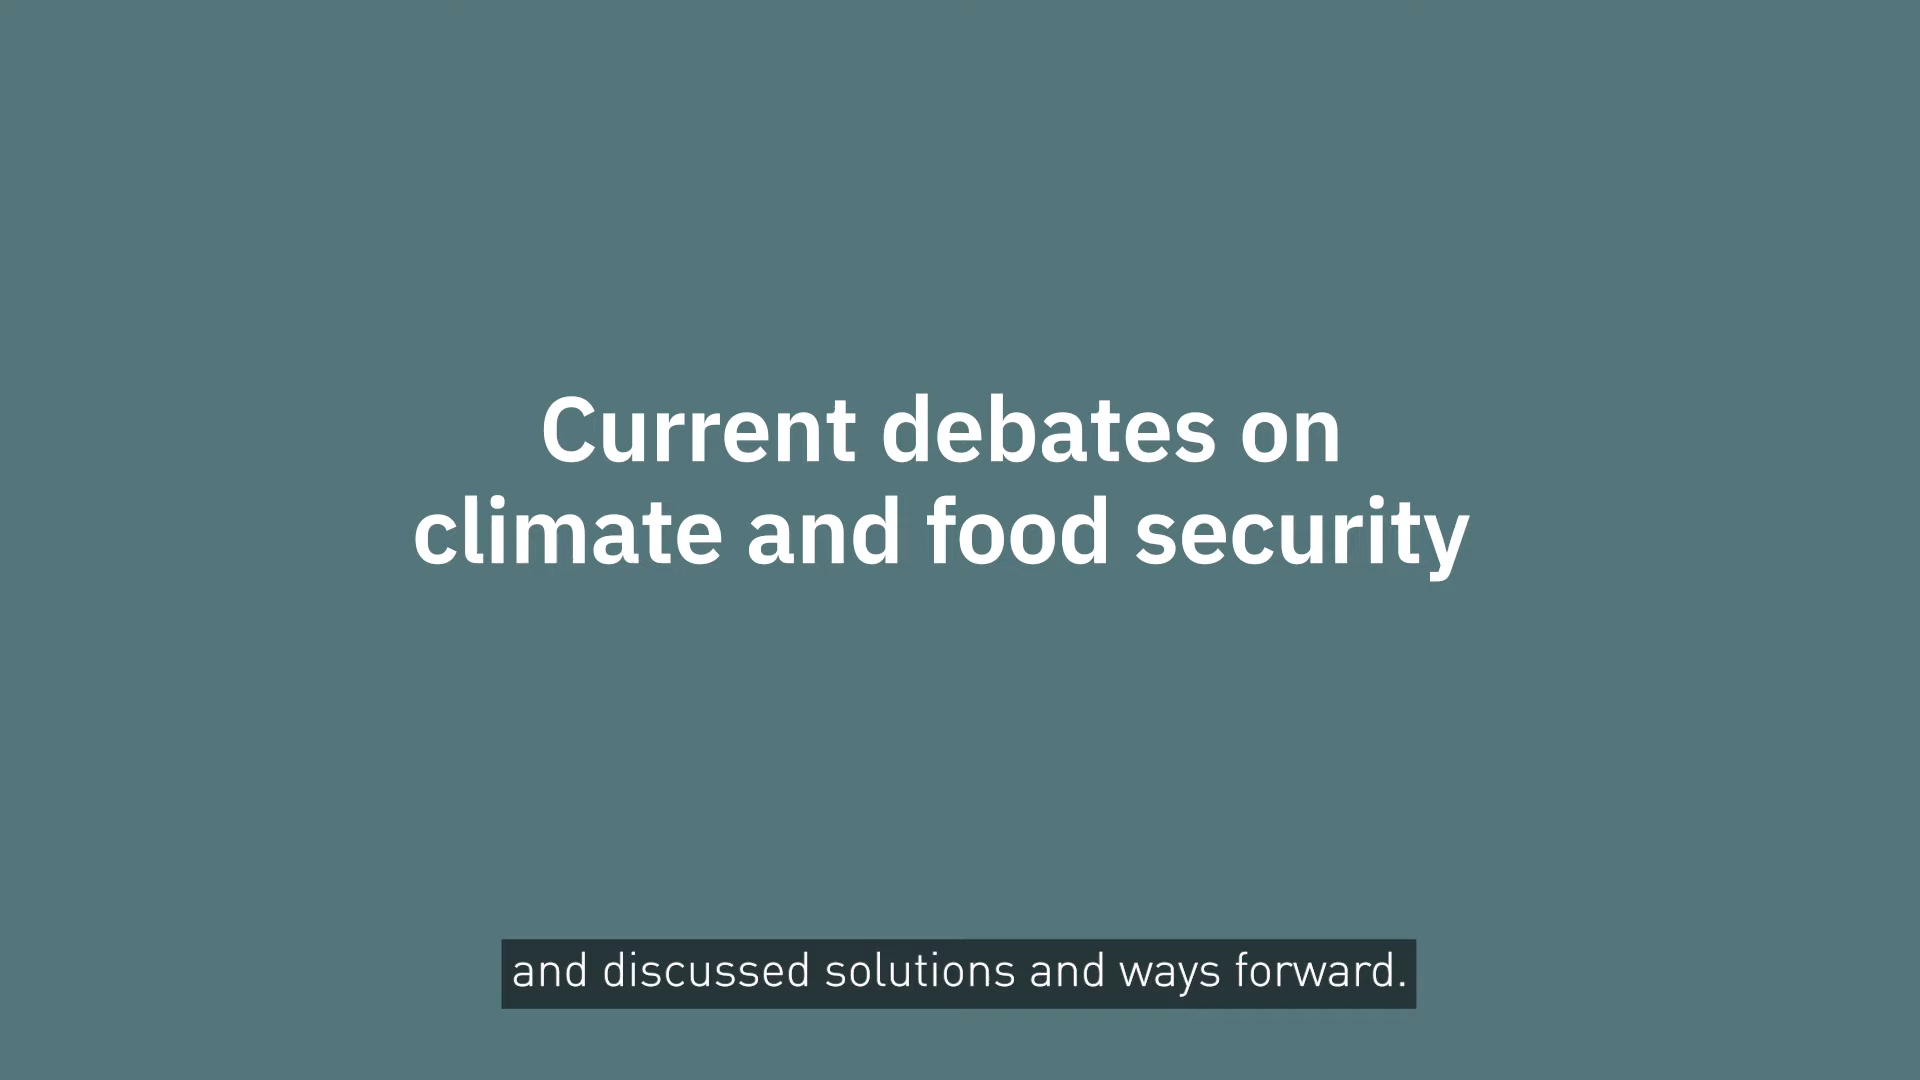 Current debates on
climate and food security
and discussed solutions and ways forward.